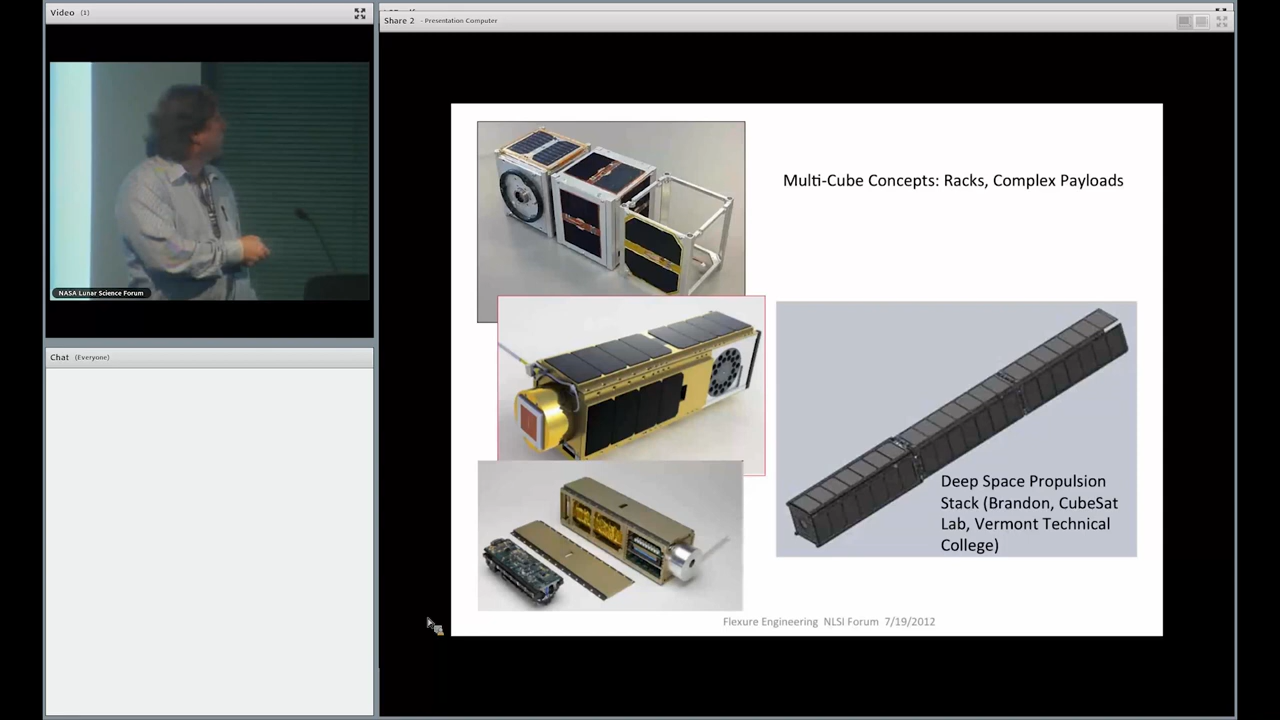 Video (1)
Share 2 - Presentation Computer
Multi-Cube Concepts: Racks, Complex Payloads
NASA Lunar Science Forum
Chat (Everyone)
Deep Space Propulsion
Stack (Brandon, CubeSat
Lab, Vermont Technical
College)
Flexure Engineering NLSI Forum 7/19/2012